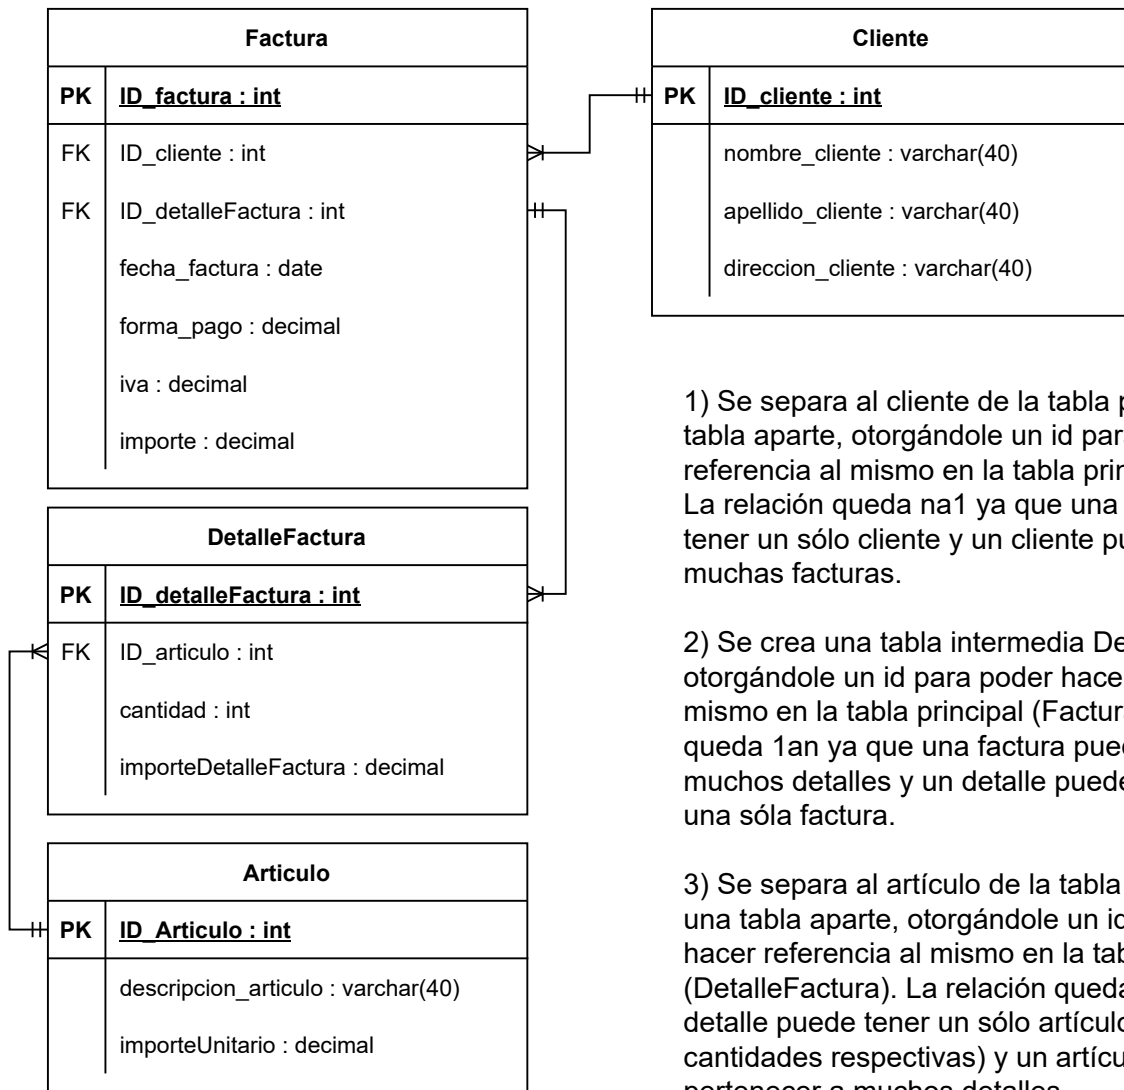 Factura
PK ID_factura : int
FK ID_cliente : int
FK ID_detalleFactura : int
fecha_factura : date
forma_pago : decimal
iva : decimal
importe : decimal
Cliente
PK ID_cliente : int
nombre_cliente : varchar(40)
apellido_cliente : varchar(40)
direccion_cliente : varchar(40)
DetalleFactura
PK ID_detalleFactura : int
FK ID_articulo : int
cantidad : int
importeDetalleFactura : decimal
Articulo
PK ID_Articulo : int
descripcion_articulo : varchar(40)
importeUnitario : decimal
1) Se separa al cliente de la tabla
tabla aparte, otorgándole un id
referencia al mismo en la tabla
La relación queda na1 ya que una
tener un sólo cliente y un cliente
muchas facturas.
2) Se crea una tabla intermedia
otorgándole un id para poder
mismo en la tabla principal
queda 1an ya que una factura
muchos detalles y un detalle
una sóla factura.
3) Se separa al artículo de la tabla
una tabla aparte, otorgándole un
hacer referencia al mismo en la
(DetalleFactura). La relación
detalle puede tener un sólo
cantidades respectivas) y un
pertenecer a muchos detalles